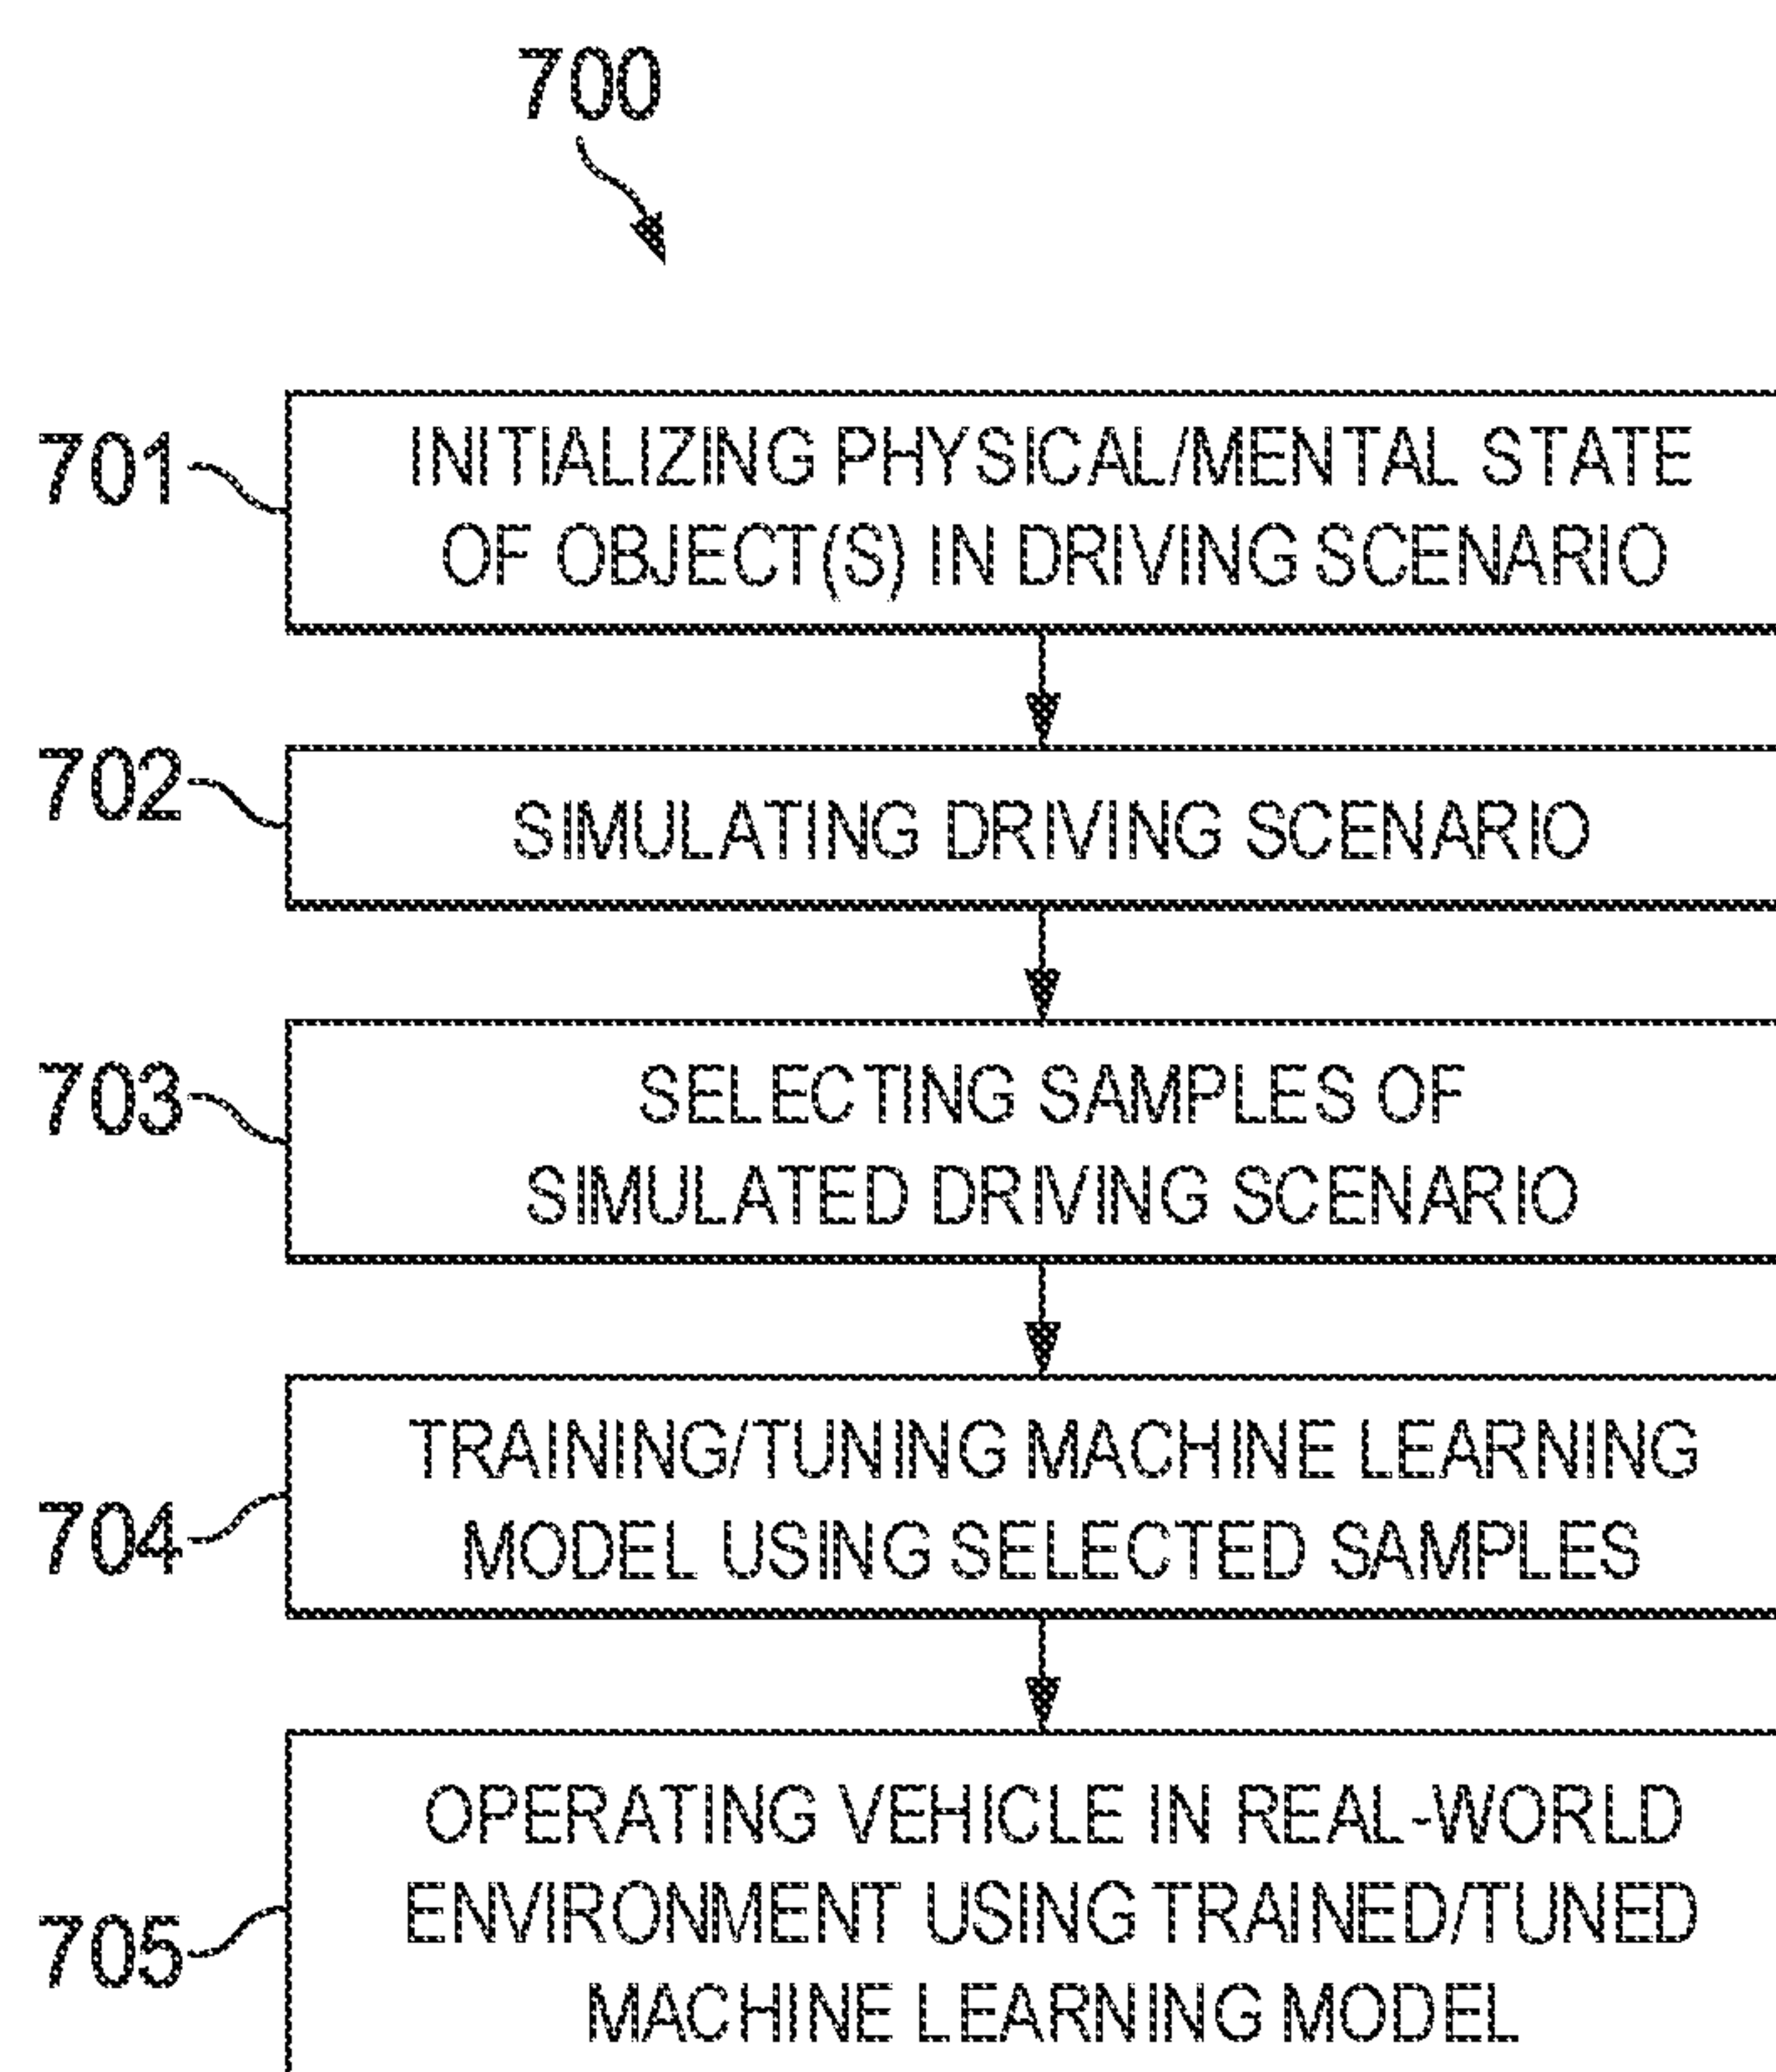 700
701
INITIALIZING PHYSICAL/MENTAL STATE
OF OBJECT(S) IN DRIVING SCENARIO
702
SIMULATING DRIVING SCENARIO
703
SELECTING SAMPLES OF
SIMULATED DRIVING SCENARIO
704
TRAINING/TUNING MACHINE LEARNING
MODEL USING SELECTED SAMPLES
705
OPERATING VEHICLE IN REAL-WORLD
ENVIRONMENT USING TRAINED/TUNED
MACHINE LEARNING MODEL